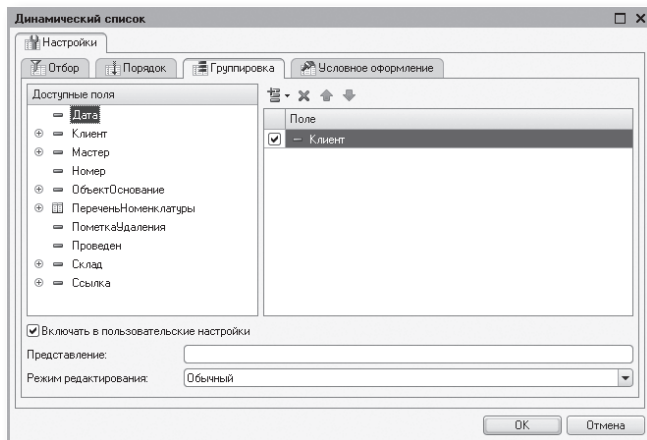 Динамический список
Настройки
Отбор Порядок Группировка Условное оформление
Доступные поля
Дата
Клиент
Мастер
Номер
ОбъектОснование
ПереченьНоменклатуры
ПометкаУдаления
Проведен
Склад
Ссылка
Поле
Клиент
Включать в пользовательские настройки
Представление:
Режим редактирования: Обычный
OK Отмена